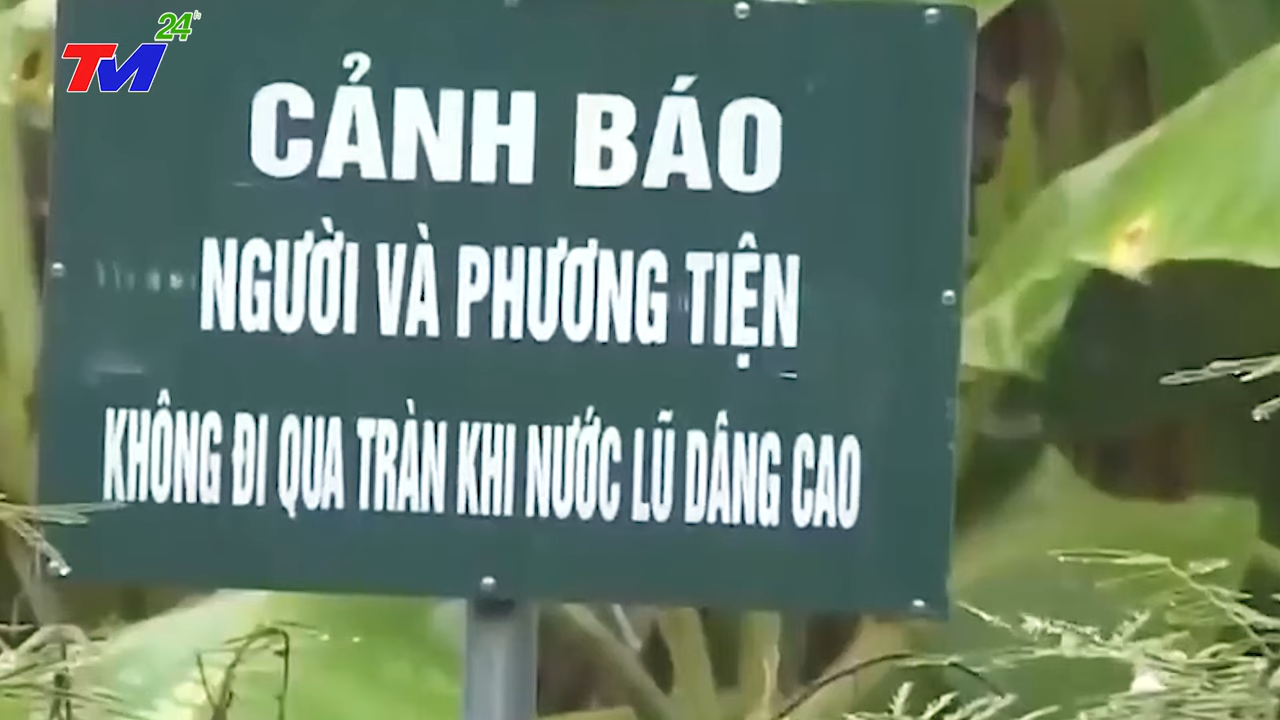 TM 24h
CẢNH BÁO
NGƯỜI VÀ PHƯƠNG TIỆN
KHÔNG ĐI QUA TRÀN KHI NƯỚC LŨ DÂNG CAO